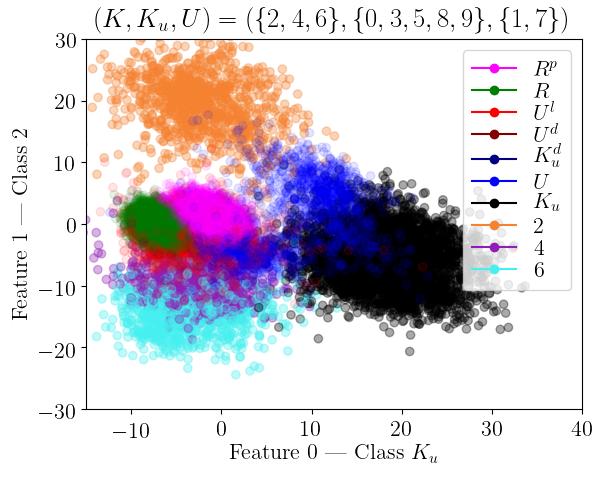 (K, K_u, U) = ({2, 4, 6}, {0, 3, 5, 8, 9}, {1, 7})
30
20
10
0
−10
−20
−30
Feature 1 — Class 2
R^p
R
U^l
U^d
K_u^d
U
K_u
2
4
6
−10
0
10
20
30
40
Feature 0 — Class K_u